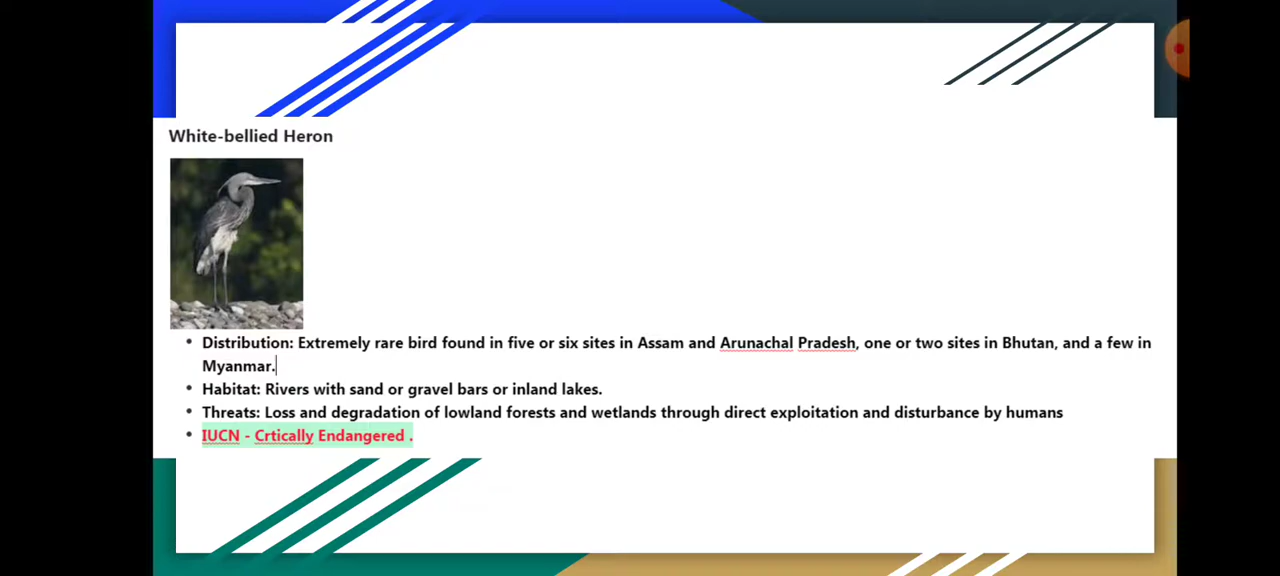 White-bellied Heron
• Distribution: Extremely rare bird found in five or six sites in Assam and Arunachal Pradesh, one or two sites in Bhutan, and a few in
Myanmar.
• Habitat: Rivers with sand or gravel bars or inland lakes.
• Threats: Loss and degradation of lowland forests and wetlands through direct exploitation and disturbance by humans
• IUCN - Crtically Endangered .